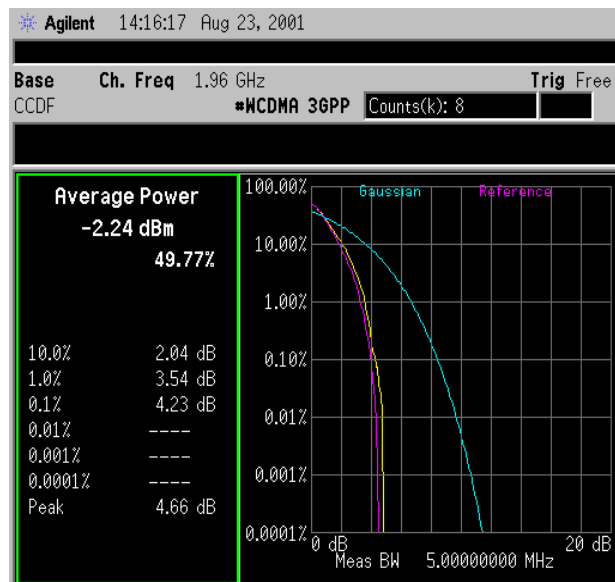 Agilent 14:16:17 Aug 23, 2001
Base Ch. Freq 1.96 GHz Trig Free
CCDF #WCDMA 3GPP Counts(k): 8
Average Power
-2.24 dBm
49.77%
10.0% 2.04 dB
1.0% 3.54 dB
0.1% 4.23 dB
0.01% ----
0.001% ----
0.0001% ----
Peak 4.66 dB
Gaussian Reference
100.00%
10.00%
1.00%
0.10%
0.01%
0.001%
0.0001%
0 dB 20 dB
Meas BW 5.00000000 MHz